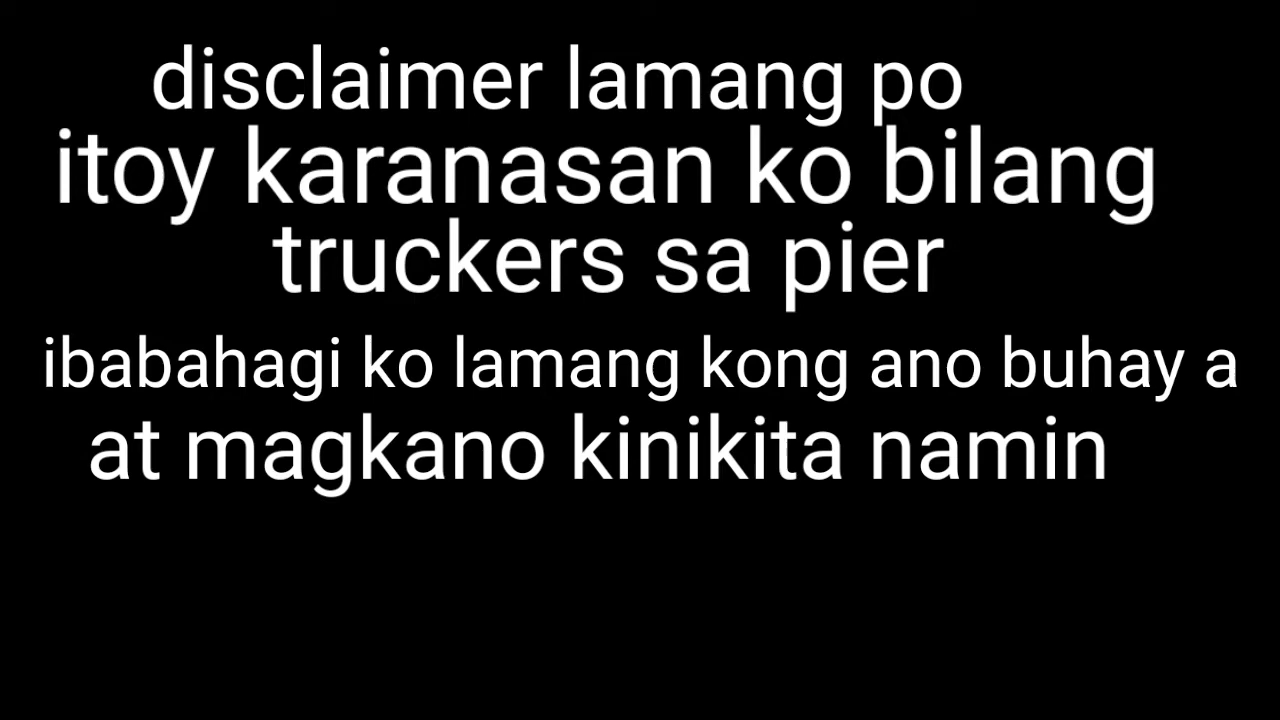 disclaimer lamang po
itoy karanasan ko bilang
truckers sa pier
ibabahagi ko lamang kong ano buhay a
at magkano kinikita namin